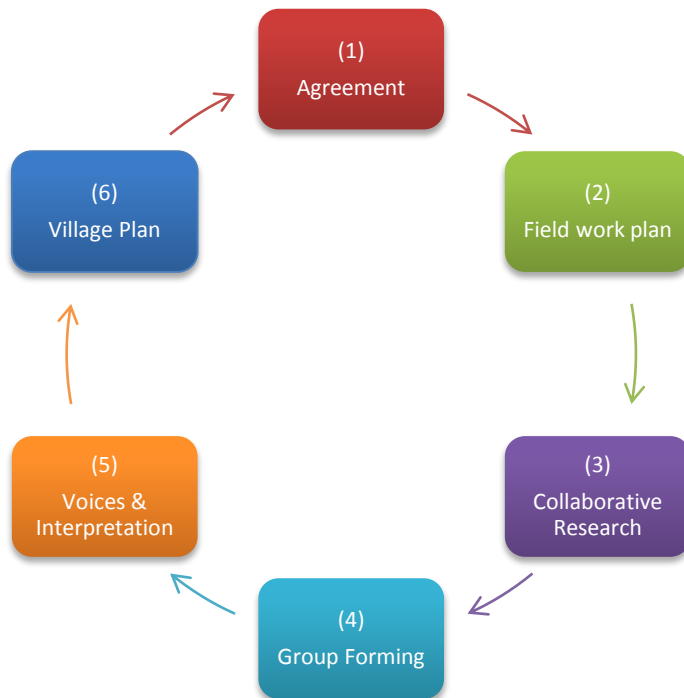 (1)
Agreement
(2)
Field work plan
(3)
Collaborative
Research
(4)
Group Forming
(5)
Voices &
Interpretation
(6)
Village Plan